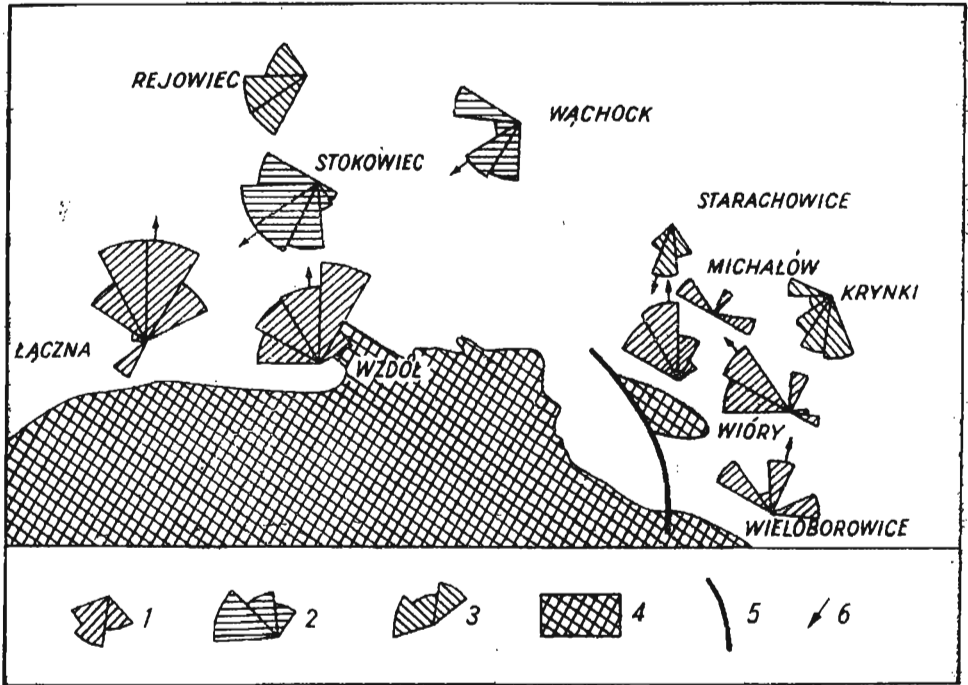 REJOWIEC
WĄCHOCK
STOKOWIEC
STARACHOWICE
MICHAŁÓW
KRYNKI
ŁĄCZNA
WZDÓŁ
WIÓRY
WIELOBOROWICE
1 2 3 4 5 6